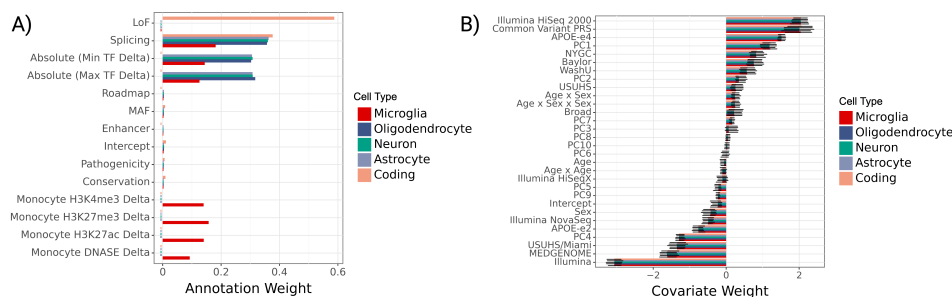 A)
LoF
Splicing
Absolute (Min TF Delta)
Absolute (Max TF Delta)
Roadmap
MAF
Enhancer
Intercept
Pathogenicity
Conservation
Monocyte H3K4me3 Delta
Monocyte H3K27me3 Delta
Monocyte H3K27ac Delta
Monocyte DNASE Delta
0.0 0.2 0.4 0.6
Annotation Weight
Cell Type
Microglia
Oligodendrocyte
Neuron
Astrocyte
Coding
B)
Illumina HiSeq 2000
Common Variant PRS
APOE-e4
PC1
NYGC
Baylor
WashU
PC2
USUHS
Age x Sex
Age x Sex x Sex
Broad
PC7
PC3
PC8
PC10
PC6
Age
Age x Age
Illumina HiSeqX
PC5
PC9
Intercept
Sex
Illumina NovaSeq
APOE-e2
PC4
USUHS/Miami
MEDGENOME
Illumina
−2 0 2
Covariate Weight
Cell Type
Microglia
Oligodendrocyte
Neuron
Astrocyte
Coding